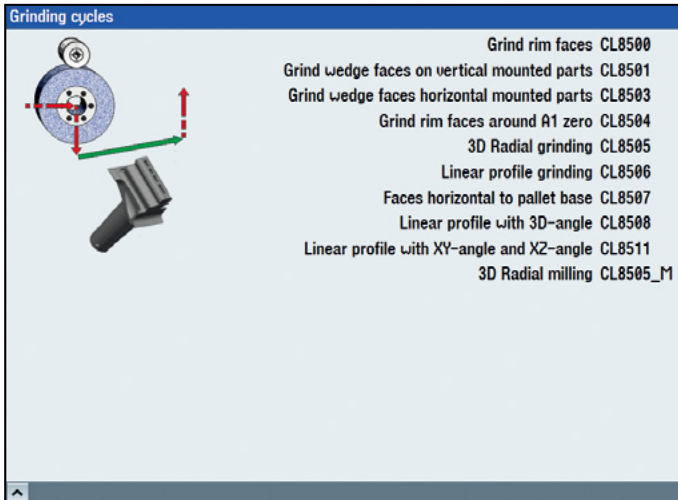 Grinding cycles
Grind rim faces CL8500
Grind wedge faces on vertical mounted parts CL8501
Grind wedge faces horizontal mounted parts CL8503
Grind rim faces around A1 zero CL8504
3D Radial grinding CL8505
Linear profile grinding CL8506
Faces horizontal to pallet base CL8507
Linear profile with 3D-angle CL8508
Linear profile with XY-angle and XZ-angle CL8511
3D Radial milling CL8505_M